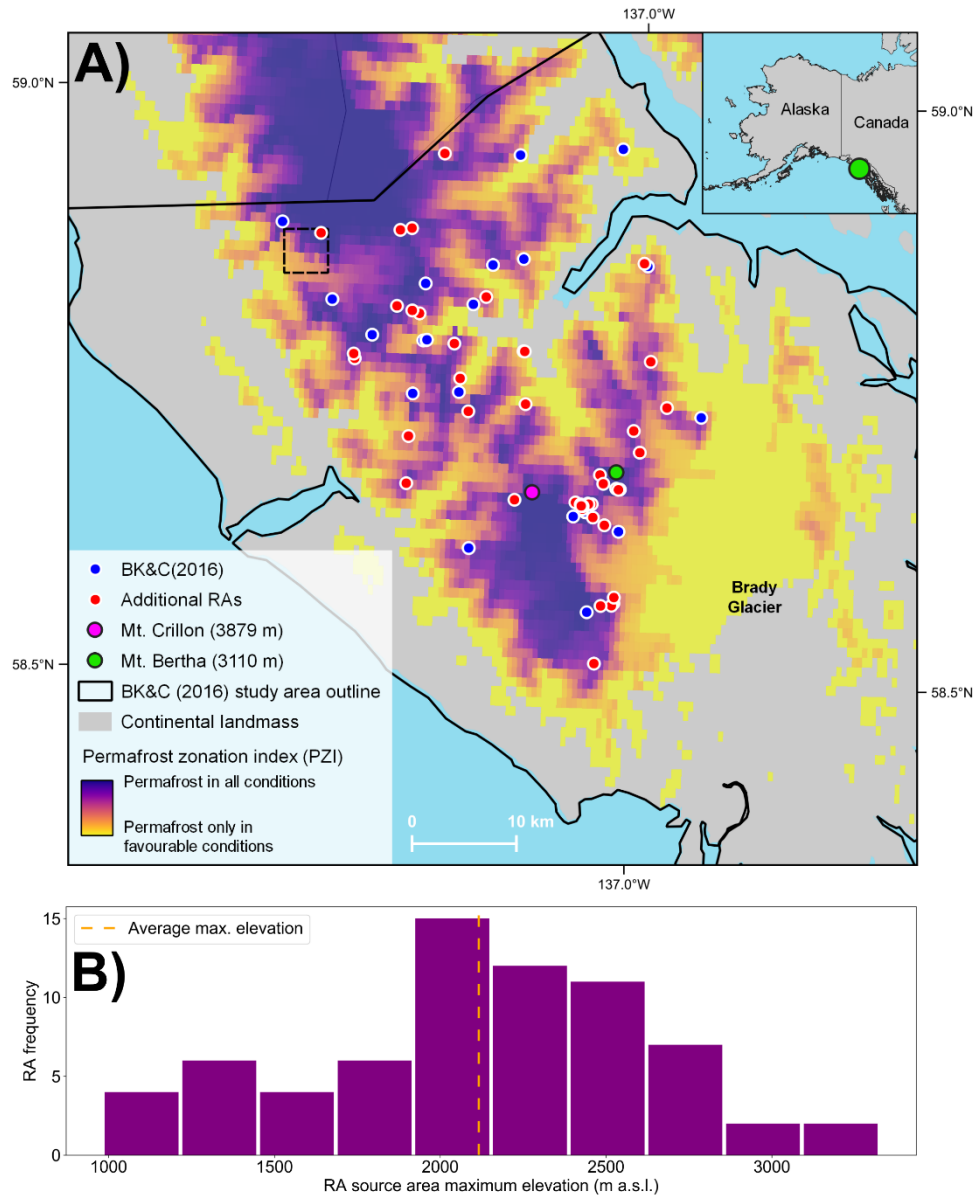 137.0°W
A)
59.0°N
59.0°N
Alaska
Canada
Brady
Glacier
58.5°N
58.5°N
BK&C(2016)
Additional RAs
Mt. Crillon (3879 m)
Mt. Bertha (3110 m)
BK&C (2016) study area outline
Continental landmass
Permafrost zonation index (PZI)
Permafrost in all conditions
Permafrost only in
favourable conditions
0 10 km
137.0°W
B)
Average max. elevation
RA frequency
15
10
5
0
1000 1500 2000 2500 3000
RA source area maximum elevation (m a.s.l.)